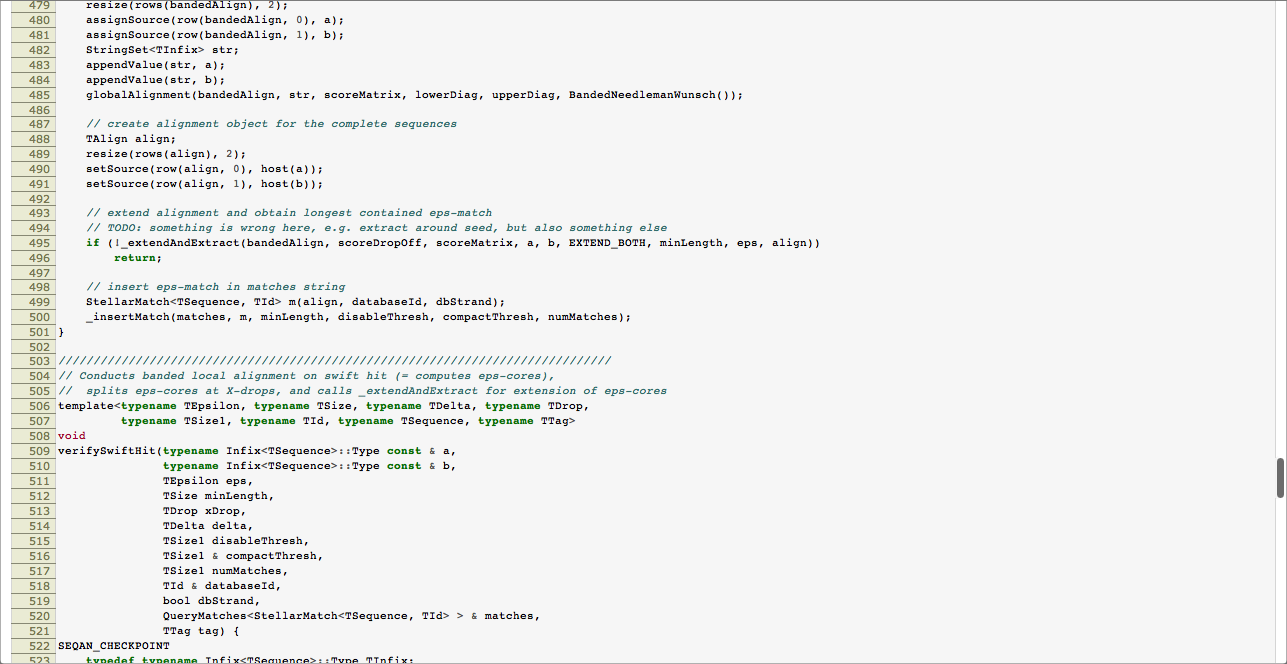 479     resize(rows(bandedAlign), 2);
480     assignSource(row(bandedAlign, 0), a);
481     assignSource(row(bandedAlign, 1), b);
482     StringSet<TInfix> str;
483     appendValue(str, a);
484     appendValue(str, b);
485     globalAlignment(bandedAlign, str, scoreMatrix, lowerDiag, upperDiag, BandedNeedlemanWunsch());
486
487     // create alignment object for the complete sequences
488     TAlign align;
489     resize(rows(align), 2);
490     setSource(row(align, 0), host(a));
491     setSource(row(align, 1), host(b));
492
493     // extend alignment and obtain longest contained eps-match
494     // TODO: something is wrong here, e.g. extract around seed, but also something else
495     if (!_extendAndExtract(bandedAlign, scoreDropOff, scoreMatrix, a, b, EXTEND_BOTH, minLength, eps, align))
496         return;
497
498     // insert eps-match in matches string
499     StellarMatch<TSequence, TId> m(align, databaseId, dbStrand);
500     _insertMatch(matches, m, minLength, disableThresh, compactThresh, numMatches);
501 }
502
503 ///////////////////////////////////////////////////////////////////////////////
504 // Conducts banded local alignment on swift hit (= computes eps-cores),
505 //  splits eps-cores at X-drops, and calls _extendAndExtract for extension of eps-cores
506 template<typename TEpsilon, typename TSize, typename TDelta, typename TDrop,
507          typename TSize1, typename TId, typename TSequence, typename TTag>
508 void
509 verifySwiftHit(typename Infix<TSequence>::Type const & a,
510                typename Infix<TSequence>::Type const & b,
511                TEpsilon eps,
512                TSize minLength,
513                TDrop xDrop,
514                TDelta delta,
515                TSize1 disableThresh,
516                TSize1 & compactThresh,
517                TSize1 numMatches,
518                TId & databaseId,
519                bool dbStrand,
520                QueryMatches<StellarMatch<TSequence, TId> > & matches,
521                TTag tag) {
522 SEQAN_CHECKPOINT
523     typedef typename Infix<TSequence>::Type TInfix;